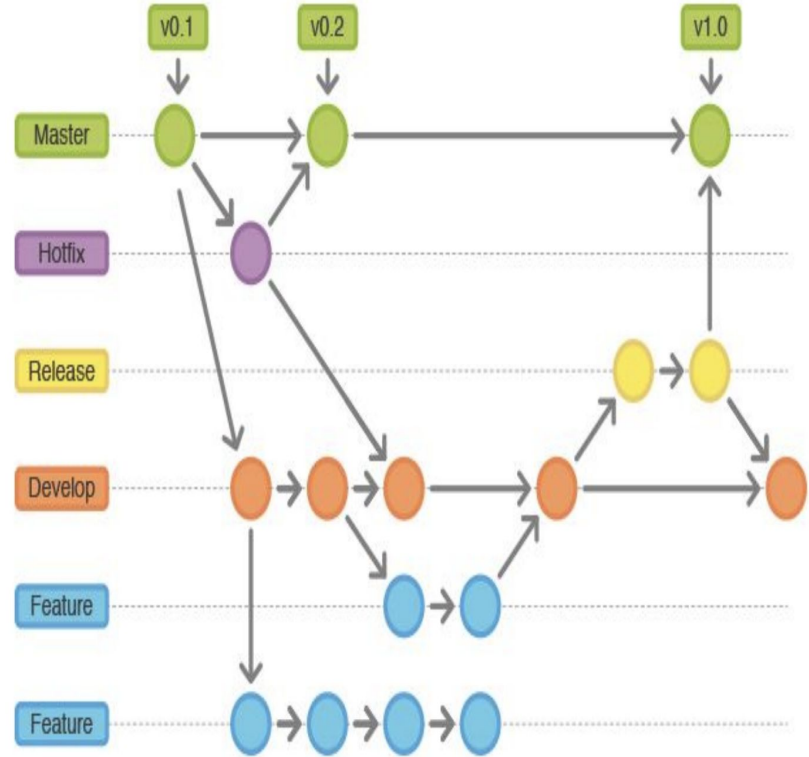 v0.1
v0.2
v1.0
Master
Hotfix
Release
Develop
Feature
Feature